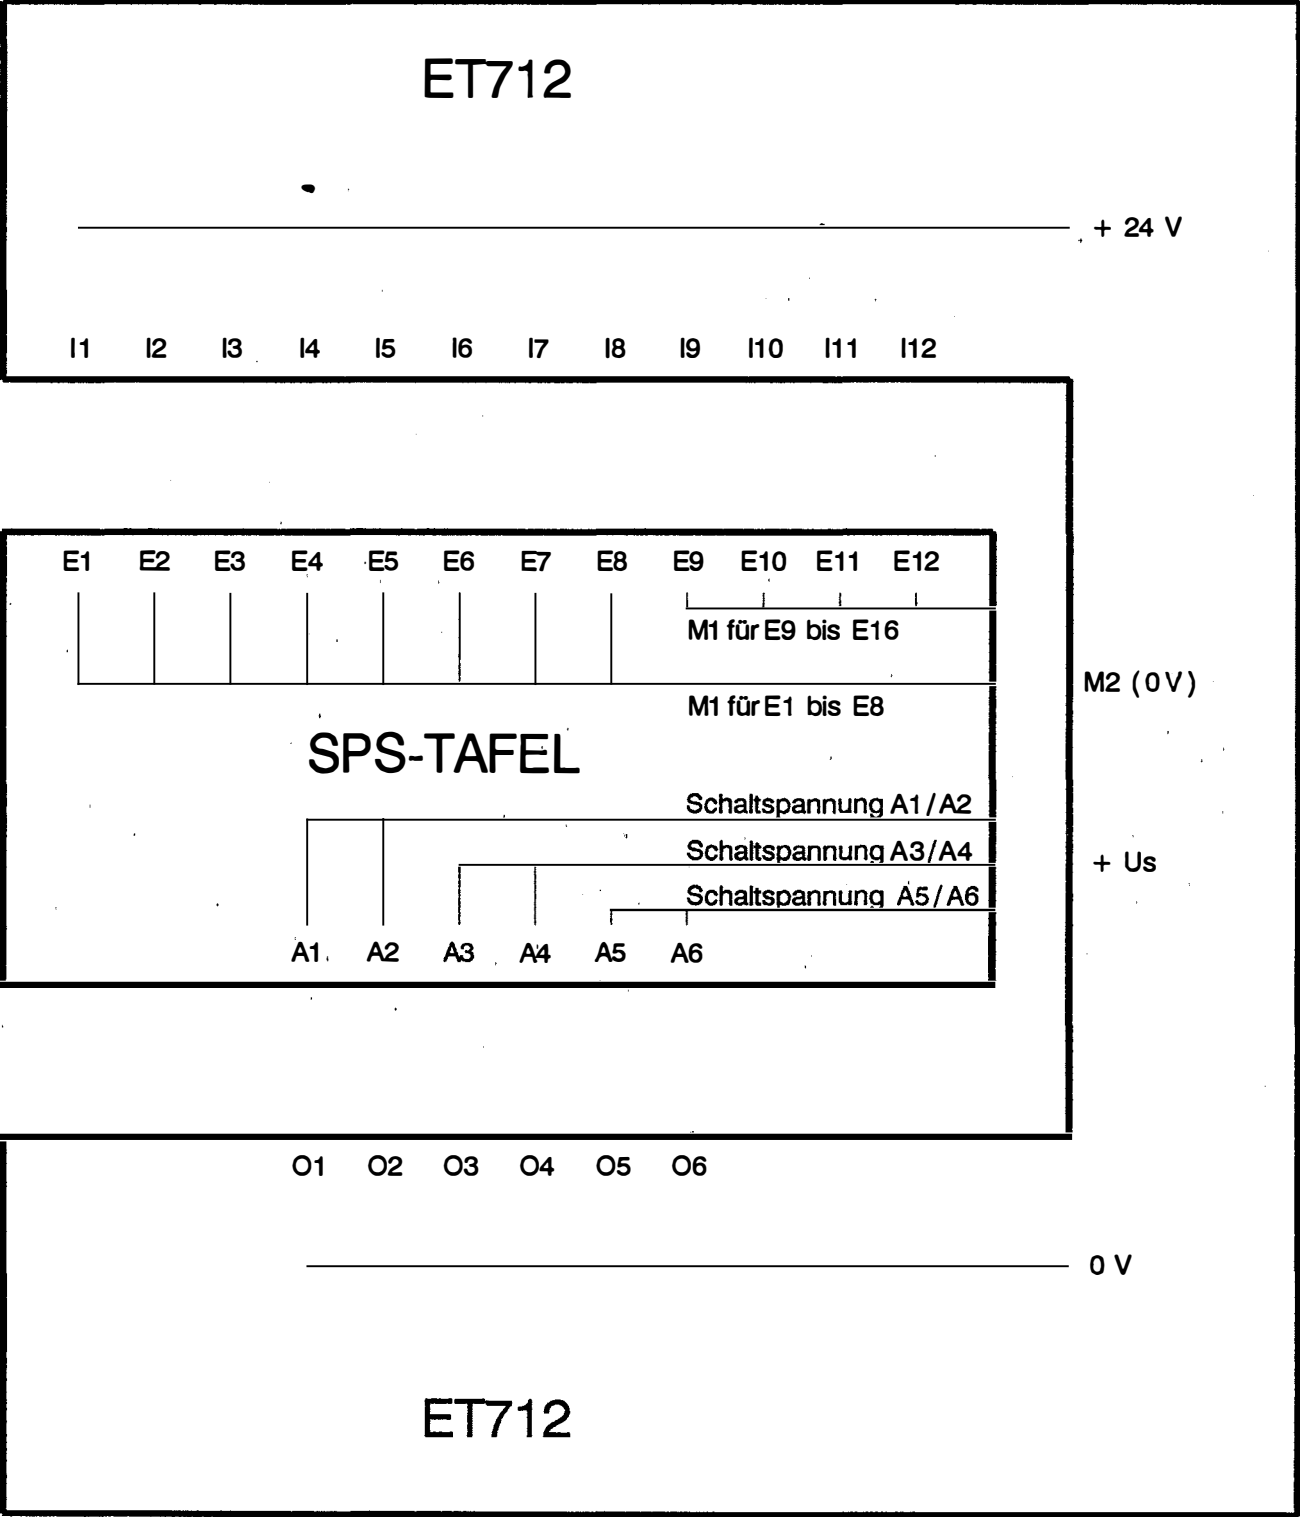 ET712
+ 24 V
I1 I2 I3 I4 I5 I6 I7 I8 I9 I10 I11 I12
E1 E2 E3 E4 E5 E6 E7 E8 E9 E10 E11 E12
M1 für E9 bis E16
M2 (0V)
M1 für E1 bis E8
SPS-TAFEL
Schaltspannung A1/A2
Schaltspannung A3/A4
+ Us
Schaltspannung A5/A6
A1 A2 A3 A4 A5 A6
O1 O2 O3 O4 O5 O6
0 V
ET712